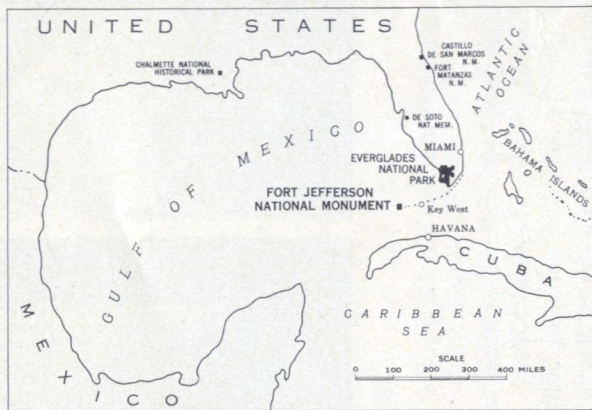 UNITED STATES
CHALMETTE NATIONAL
HISTORICAL PARK
CASTILLO
DE SAN MARCOS
N.M.
FORT
MATANZAS
N.M.
ATLANTIC
OCEAN
DE SOTO
NAT. MEM.
GULF OF MEXICO
MIAMI
EVERGLADES
NATIONAL
PARK
BAHAMA ISLANDS
FORT JEFFERSON
NATIONAL MONUMENT
Key West
HAVANA
CUBA
CARIBBEAN
SEA
MEXICO
SCALE
0 100 200 300 400 MILES